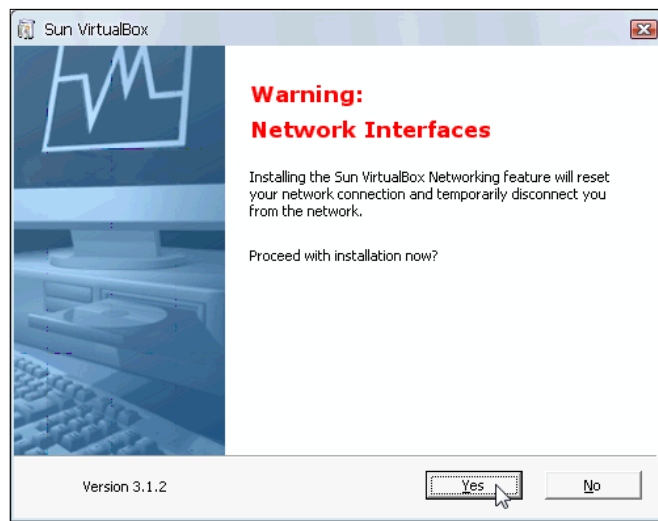 Sun VirtualBox
Warning:
Network Interfaces
Installing the Sun VirtualBox Networking feature will reset
your network connection and temporarily disconnect you
from the network.
Proceed with installation now?
Version 3.1.2
Yes
No